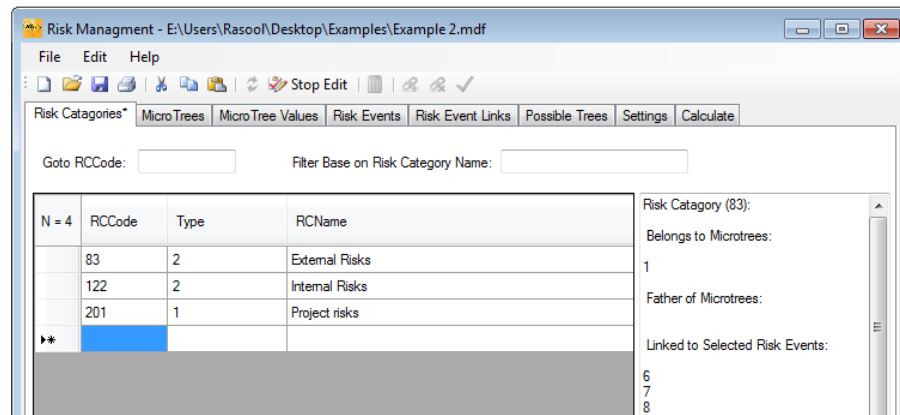 Risk Managment - E:\Users\Rasool\Desktop\Examples\Example 2.mdf
File Edit Help
Stop Edit
Risk Catagories* MicroTrees MicroTree Values Risk Events Risk Event Links Possible Trees Settings Calculate
Goto RCCode: Filter Base on Risk Category Name:
N = 4 RCCode Type RCName
83 2 External Risks
122 2 Internal Risks
201 1 Project risks
Risk Catagory (83):
Belongs to Microtrees:
1
Father of Microtrees:
Linked to Selected Risk Events:
6
7
8